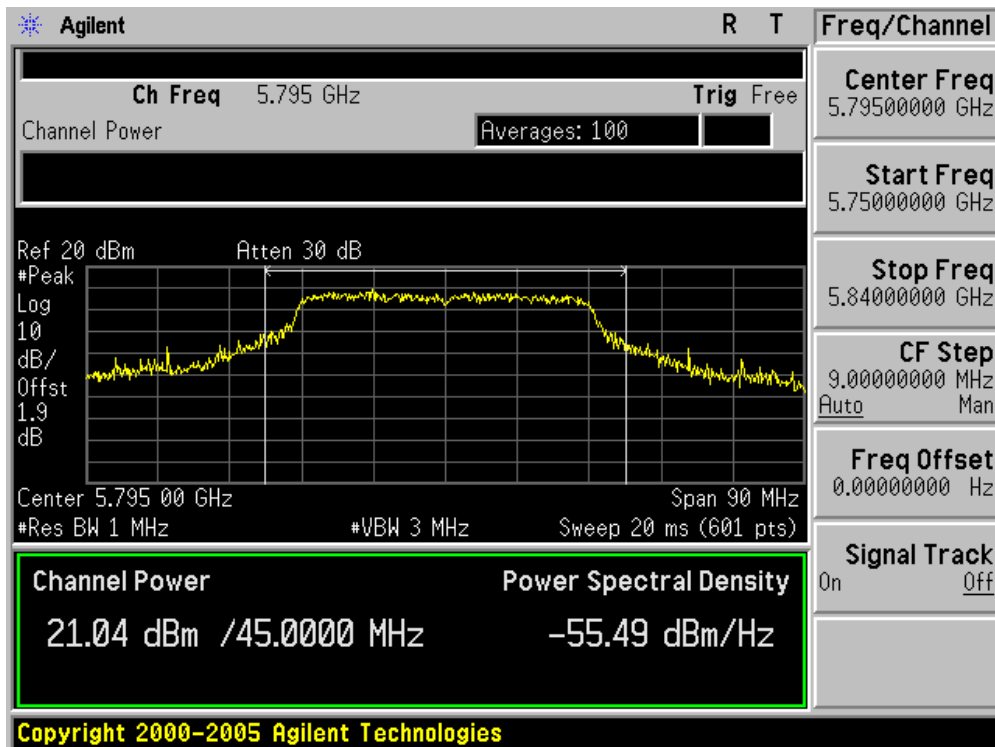 Agilent R T
Freq/Channel
Ch Freq 5.795 GHz Trig Free
Channel Power Averages: 100
Ref 20 dBm Atten 30 dB
#Peak
Log
10
dB/
Offst
1.9
dB
Center 5.795 00 GHz Span 90 MHz
#Res BW 1 MHz #VBW 3 MHz Sweep 20 ms (601 pts)
Channel Power Power Spectral Density
21.04 dBm /45.0000 MHz -55.49 dBm/Hz
Center Freq
5.79500000 GHz
Start Freq
5.75000000 GHz
Stop Freq
5.84000000 GHz
CF Step
9.00000000 MHz
Auto Man
Freq Offset
0.00000000 Hz
Signal Track
On Off
Copyright 2000-2005 Agilent Technologies